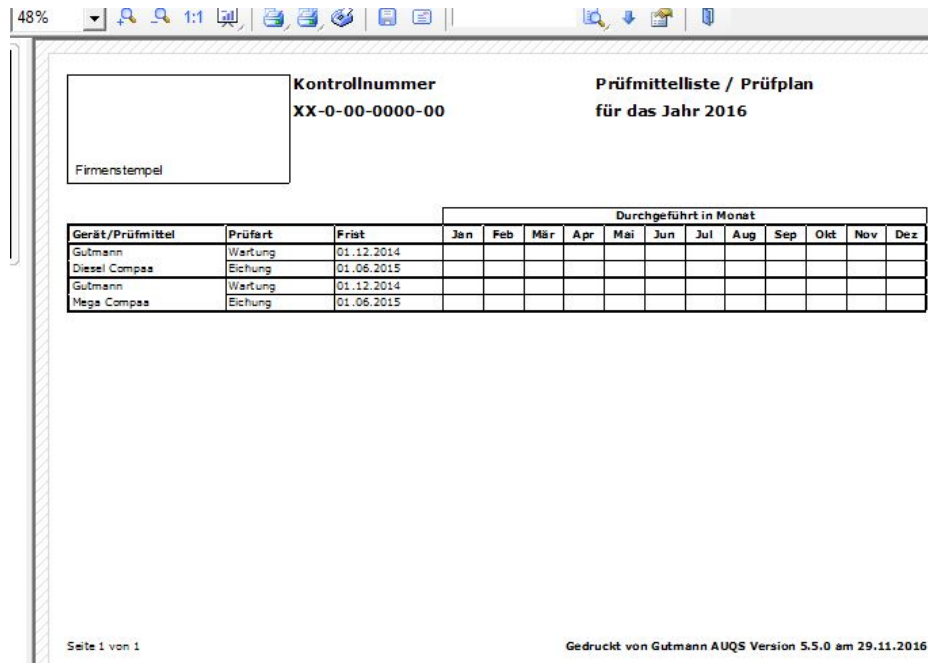 48%
1:1
Kontrollnummer
XX-0-00-0000-00
Prüfmittelliste / Prüfplan
für das Jahr 2016
Firmenstempel
Durchgeführt in Monat
Gerät/Prüfmittel Prüfart Frist Jan Feb Mär Apr Mai Jun Jul Aug Sep Okt Nov Dez
Gutmann Wartung 01.12.2014
Diesel Compaa Eichung 01.06.2015
Gutmann Wartung 01.12.2014
Mega Compaa Eichung 01.06.2015
Seite 1 von 1
Gedruckt von Gutmann AUQS Version 5.5.0 am 29.11.2016